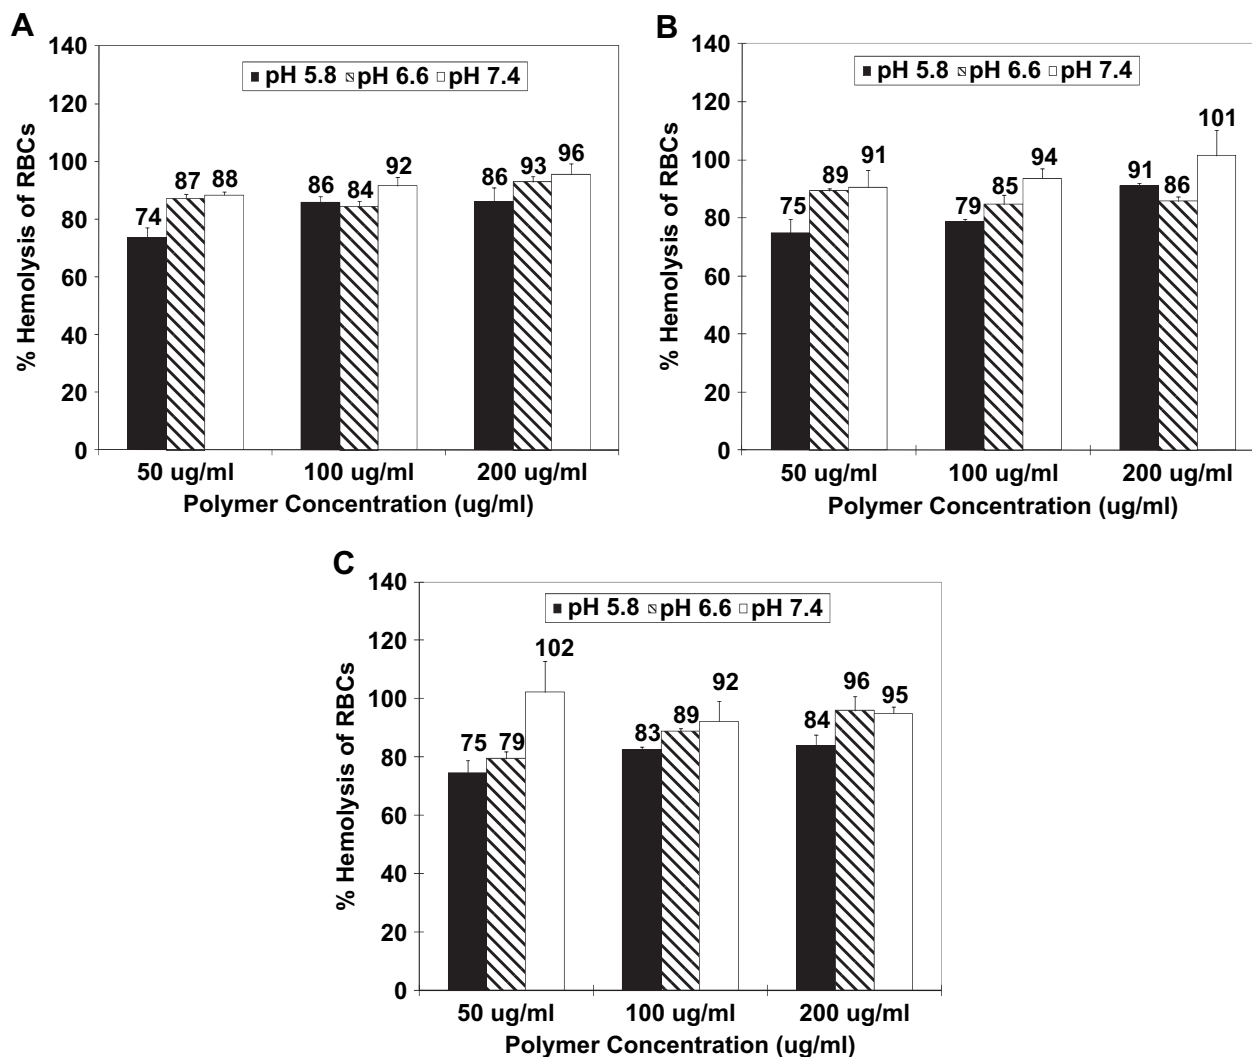 A
140
120
100
80
60
40
20
0
% Hemolysis of RBCs
pH 5.8 pH 6.6 pH 7.4
74 87 88
86 84 92
86 93 96
50 ug/ml 100 ug/ml 200 ug/ml
Polymer Concentration (ug/ml)
B
140
120
100
80
60
40
20
0
% Hemolysis of RBCs
pH 5.8 pH 6.6 pH 7.4
75 89 91
79 85 94
91 86 101
50 ug/ml 100 ug/ml 200 ug/ml
Polymer Concentration (ug/ml)
C
140
120
100
80
60
40
20
0
% Hemolysis of RBCs
pH 5.8 pH 6.6 pH 7.4
75 79 102
83 89 92
84 96 95
50 ug/ml 100 ug/ml 200 ug/ml
Polymer Concentration (ug/ml)